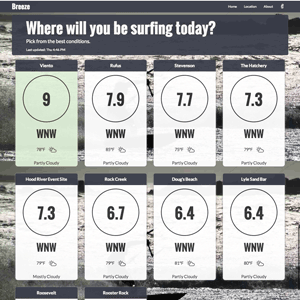 Breeze
Home Location About
Where will you be surfing today?
Pick from the best conditions.
Last updated: Thu 4:46 PM
Viento Rufus Stevenson The Hatchery
9 7.9 7.7 7.3
WNW WNW WNW WNW
78°F 85°F 75°F 79°F
Partly Cloudy Partly Cloudy Partly Cloudy Partly Cloudy
Hood River Event Site Rock Creek Doug's Beach Lyle Sand Bar
7.3 6.7 6.4 6.4
WNW WNW WNW WNW
79°F 79°F 81°F 80°F
Mostly Cloudy Partly Cloudy Partly Cloudy Partly Cloudy
Roosevelt Rooster Rock